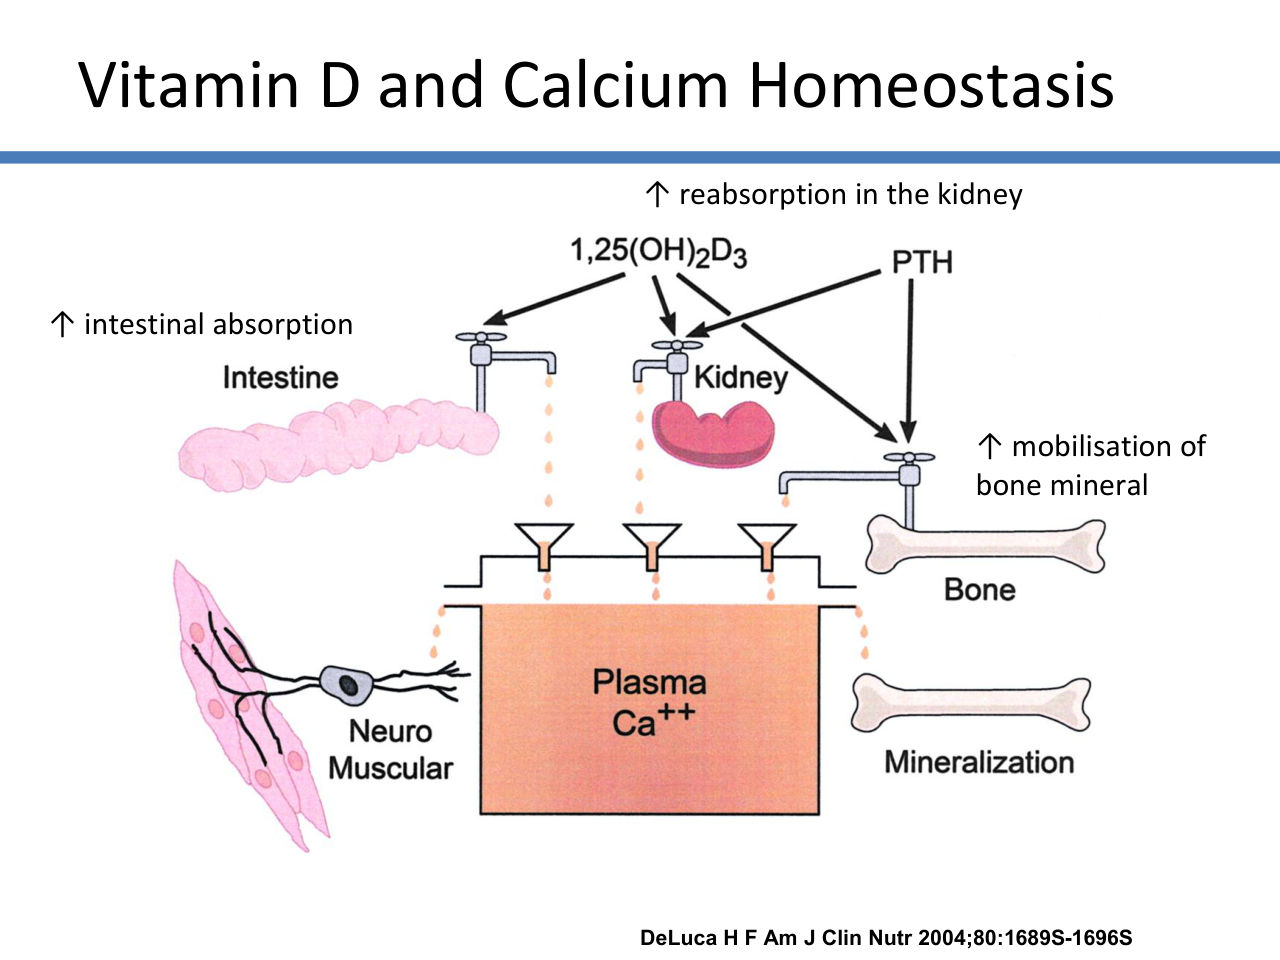 Vitamin D and Calcium Homeostasis
↑ reabsorption in the kidney
1,25(OH)₂D₃
PTH
↑ intestinal absorption
Intestine
Kidney
↑ mobilisation of
bone mineral
Bone
Plasma
Ca⁺⁺
Neuro
Muscular
Mineralization
DeLuca H F Am J Clin Nutr 2004;80:1689S-1696S